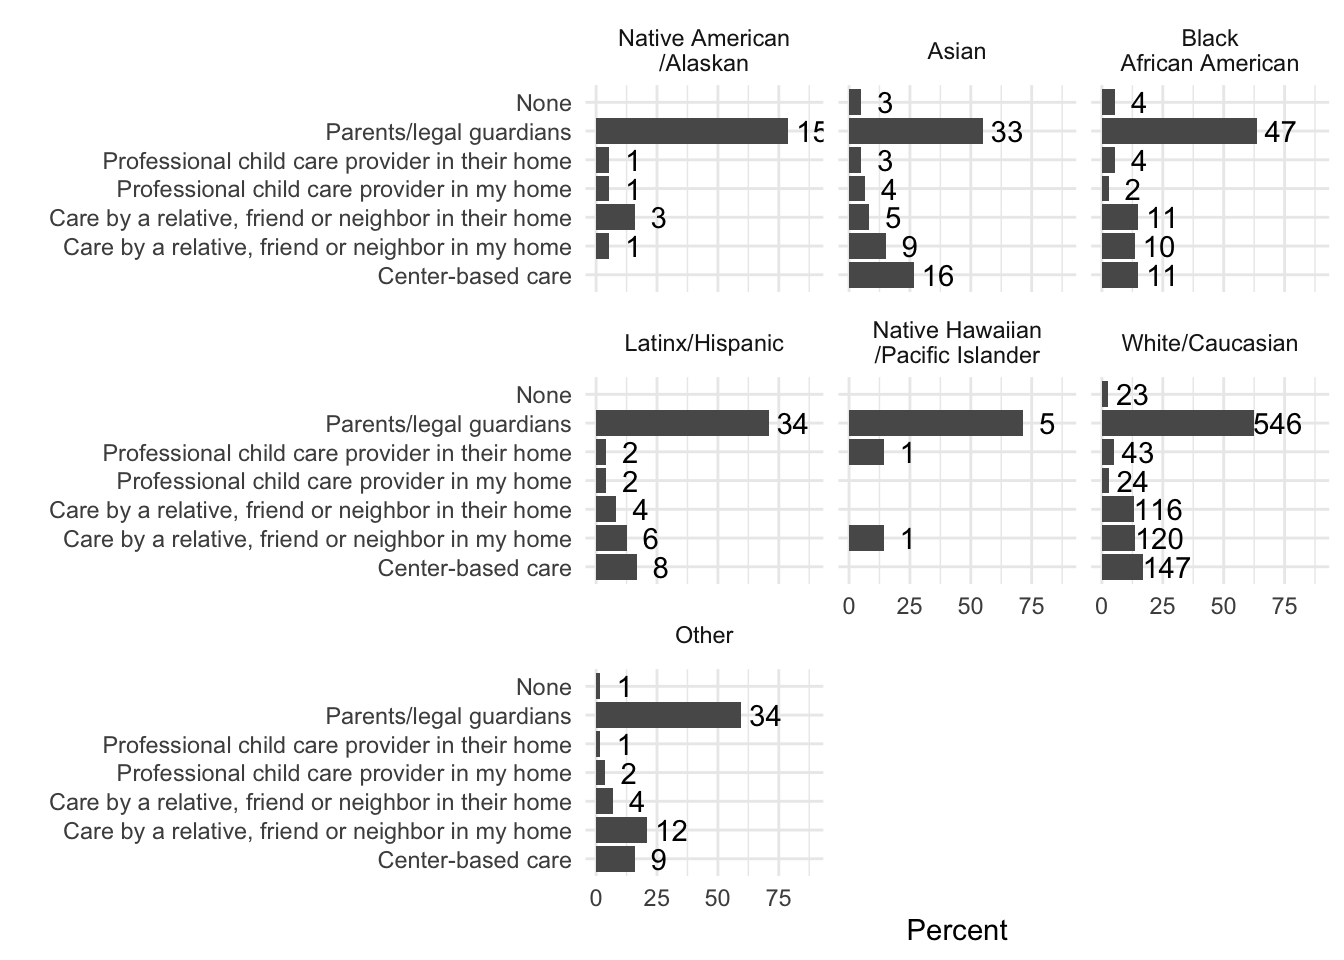 Native American
/Alaskan
Asian
Black
African American
None
3
4
Parents/legal guardians
15
33
47
Professional child care provider in their home
1
3
4
Professional child care provider in my home
1
4
2
Care by a relative, friend or neighbor in their home
3
5
11
Care by a relative, friend or neighbor in my home
1
9
10
Center-based care
16
11
Latinx/Hispanic
Native Hawaiian
/Pacific Islander
White/Caucasian
None
23
Parents/legal guardians
34
5
546
Professional child care provider in their home
2
1
43
Professional child care provider in my home
2
24
Care by a relative, friend or neighbor in their home
4
116
Care by a relative, friend or neighbor in my home
6
1
120
Center-based care
8
147
0 25 50 75
0 25 50 75
Other
None
1
Parents/legal guardians
34
Professional child care provider in their home
1
Professional child care provider in my home
2
Care by a relative, friend or neighbor in their home
4
Care by a relative, friend or neighbor in my home
12
Center-based care
9
0 25 50 75
Percent